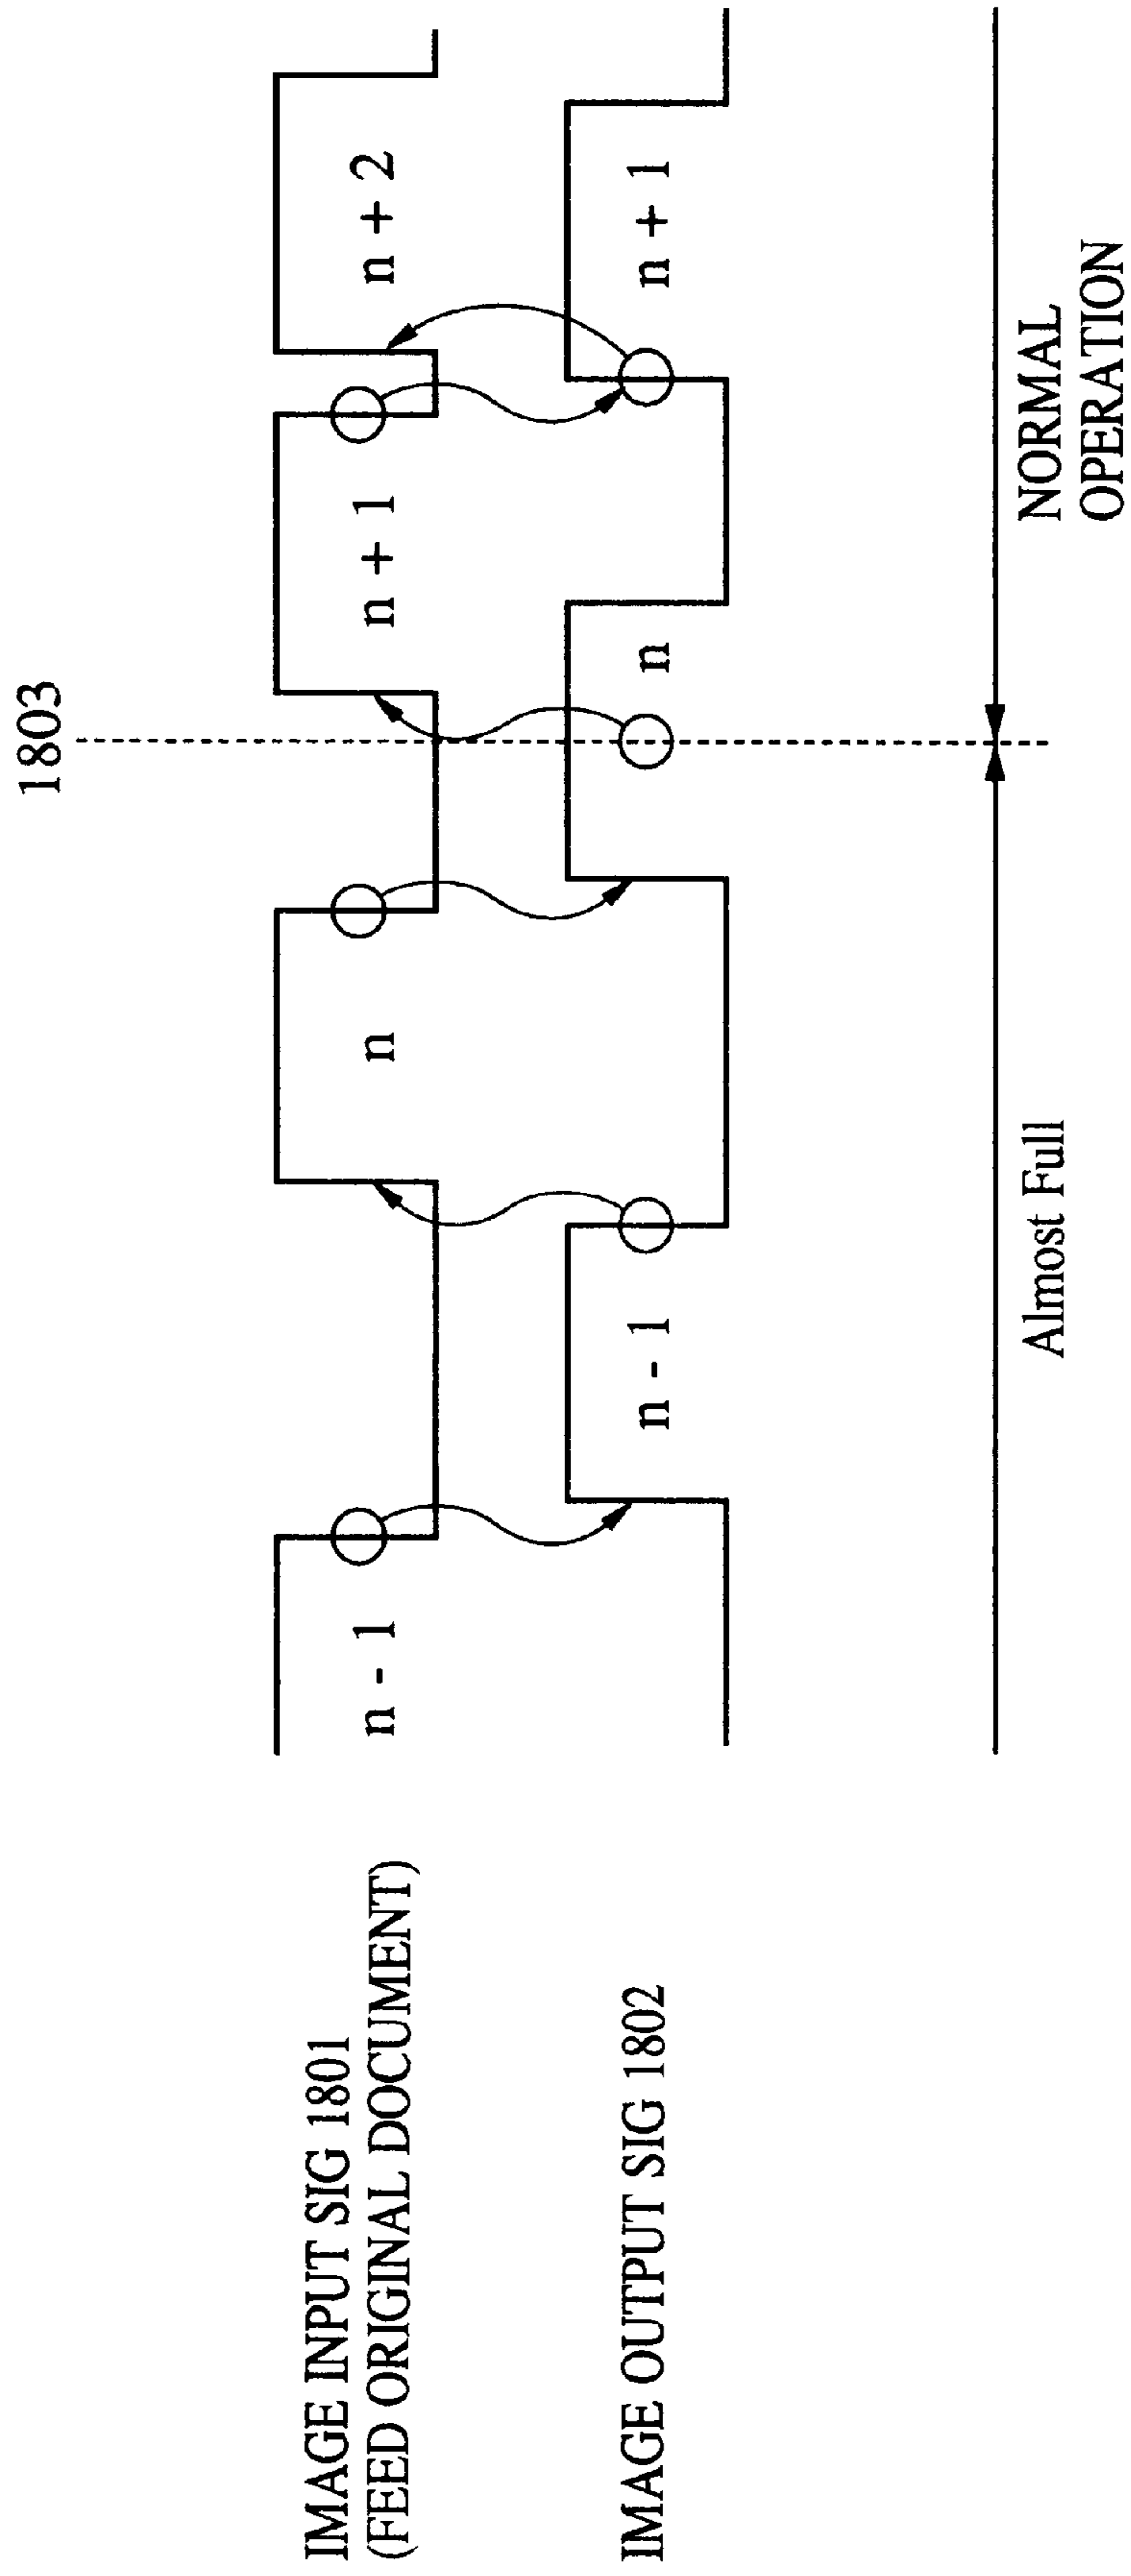 1803
IMAGE INPUT SIG 1801
(FEED ORIGINAL DOCUMENT)
n - 1
n
n + 1
n + 2
IMAGE OUTPUT SIG 1802
n - 1
n
n + 1
Almost Full
NORMAL
OPERATION